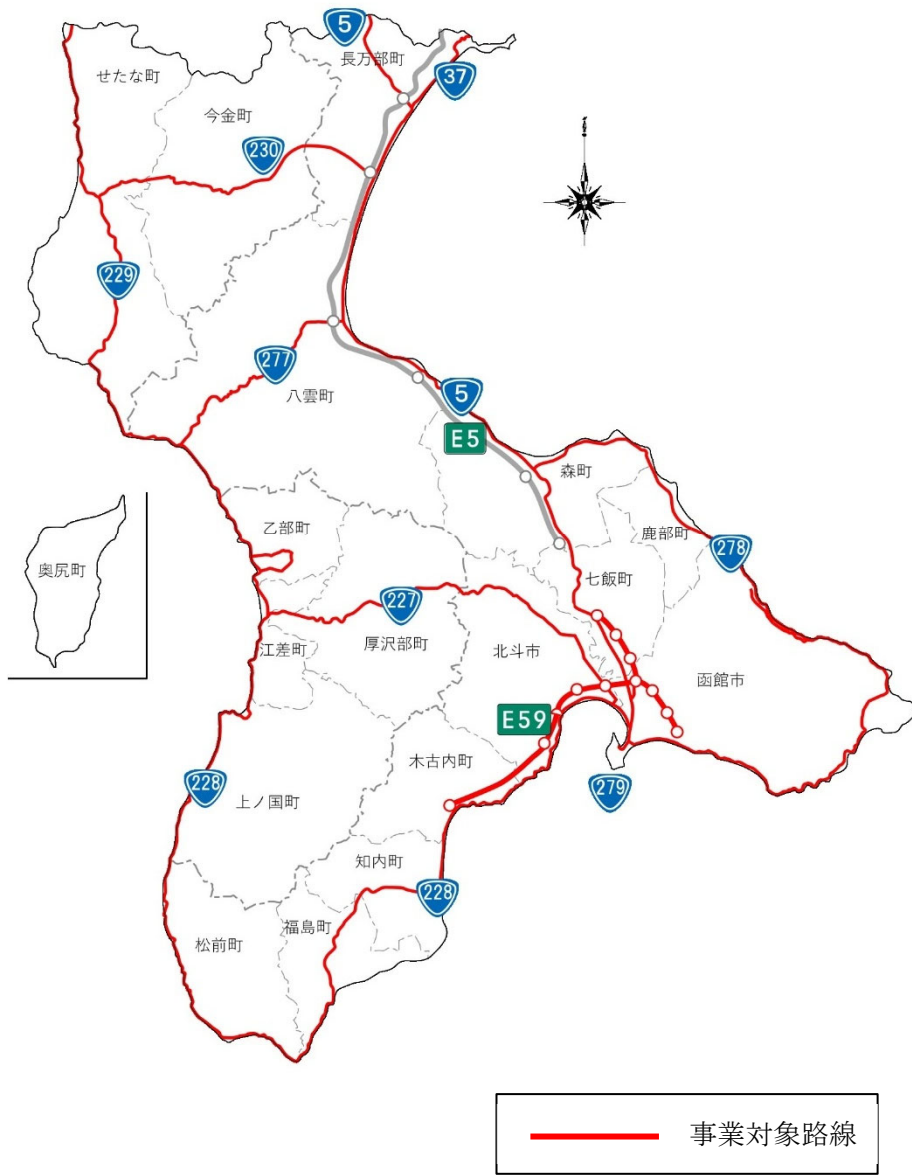 5
長万部町
37
せたな町
今金町
230
229
277
八雲町
5
E5
森町
鹿部町
278
乙部町
奥尻町
七飯町
227
厚沢部町
北斗市
江差町
函館市
E59
木古内町
228
上ノ国町
279
知内町
228
福島町
松前町
事業対象路線